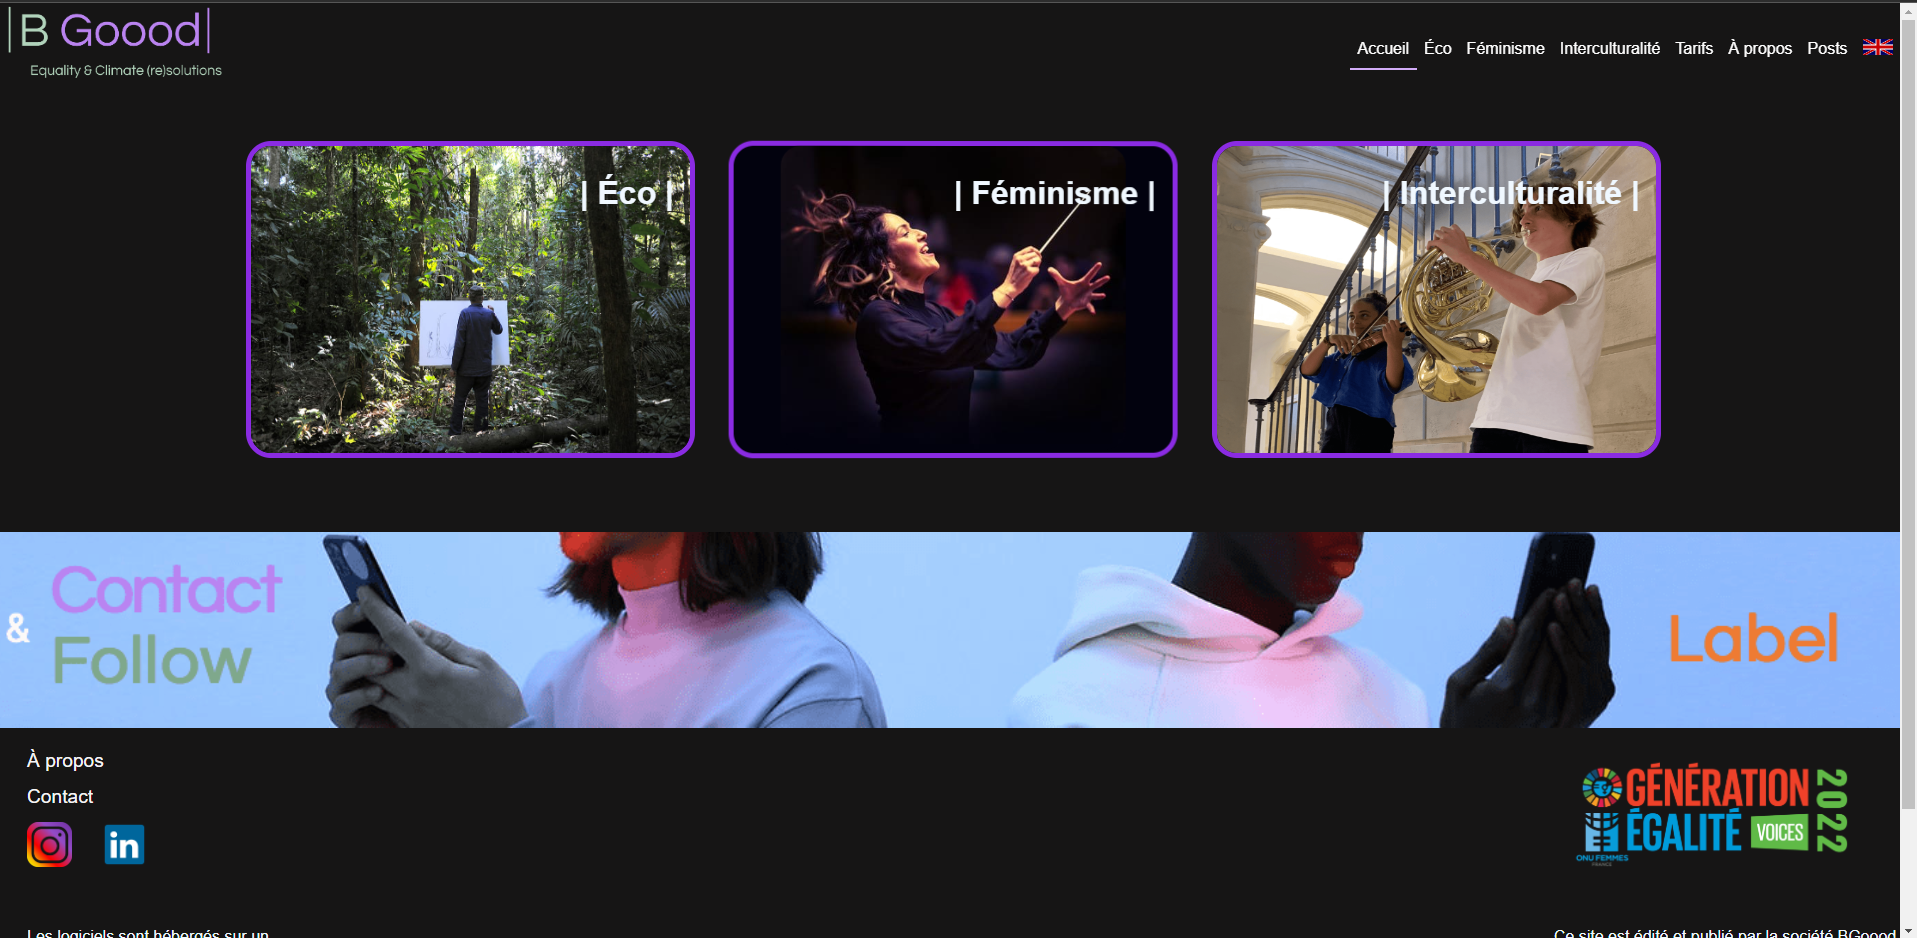 |B Goood|
Equality & Climate (re)solutions
Accueil Éco Féminisme Interculturalité Tarifs À propos Posts
| Éco |
| Féminisme |
| Interculturalité |
Contact
& Follow
Label
À propos
Contact
in
GÉNÉRATION
ÉGALITÉ
VOICES
2022
ONU FEMMES
FRANCE
Les logiciels sont hébergés sur un
Ce site est édité et publié par la société BGoood